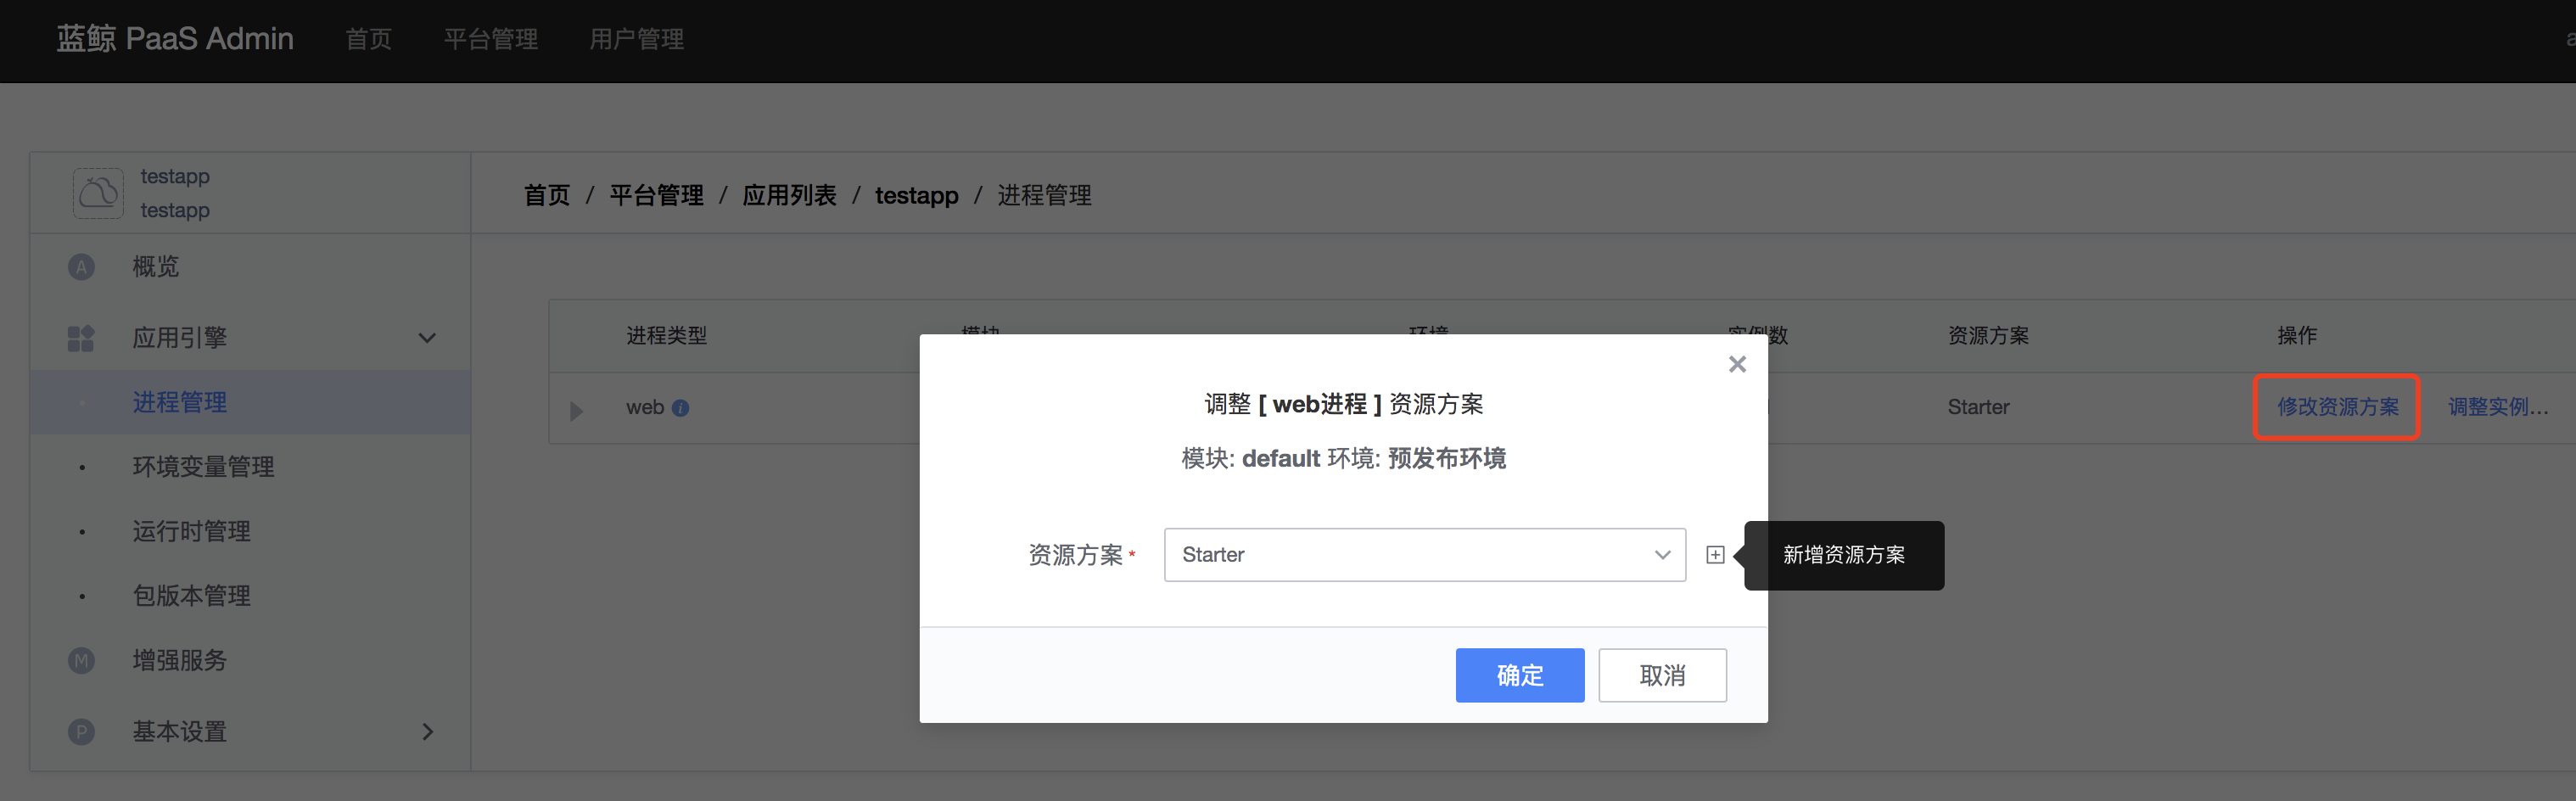 蓝鲸 PaaS Admin 首页 平台管理 用户管理
testapp
testapp
首页 / 平台管理 / 应用列表 / testapp / 进程管理
A 概览
应用引擎
进程管理
环境变量管理
运行时管理
包版本管理
M 增强服务
P 基本设置
进程类型 模块 环境 实例数 资源方案 操作
web Starter 修改资源方案 调整实例...
调整 [ web进程 ] 资源方案
模块: default 环境: 预发布环境
资源方案 * Starter 新增资源方案
确定 取消